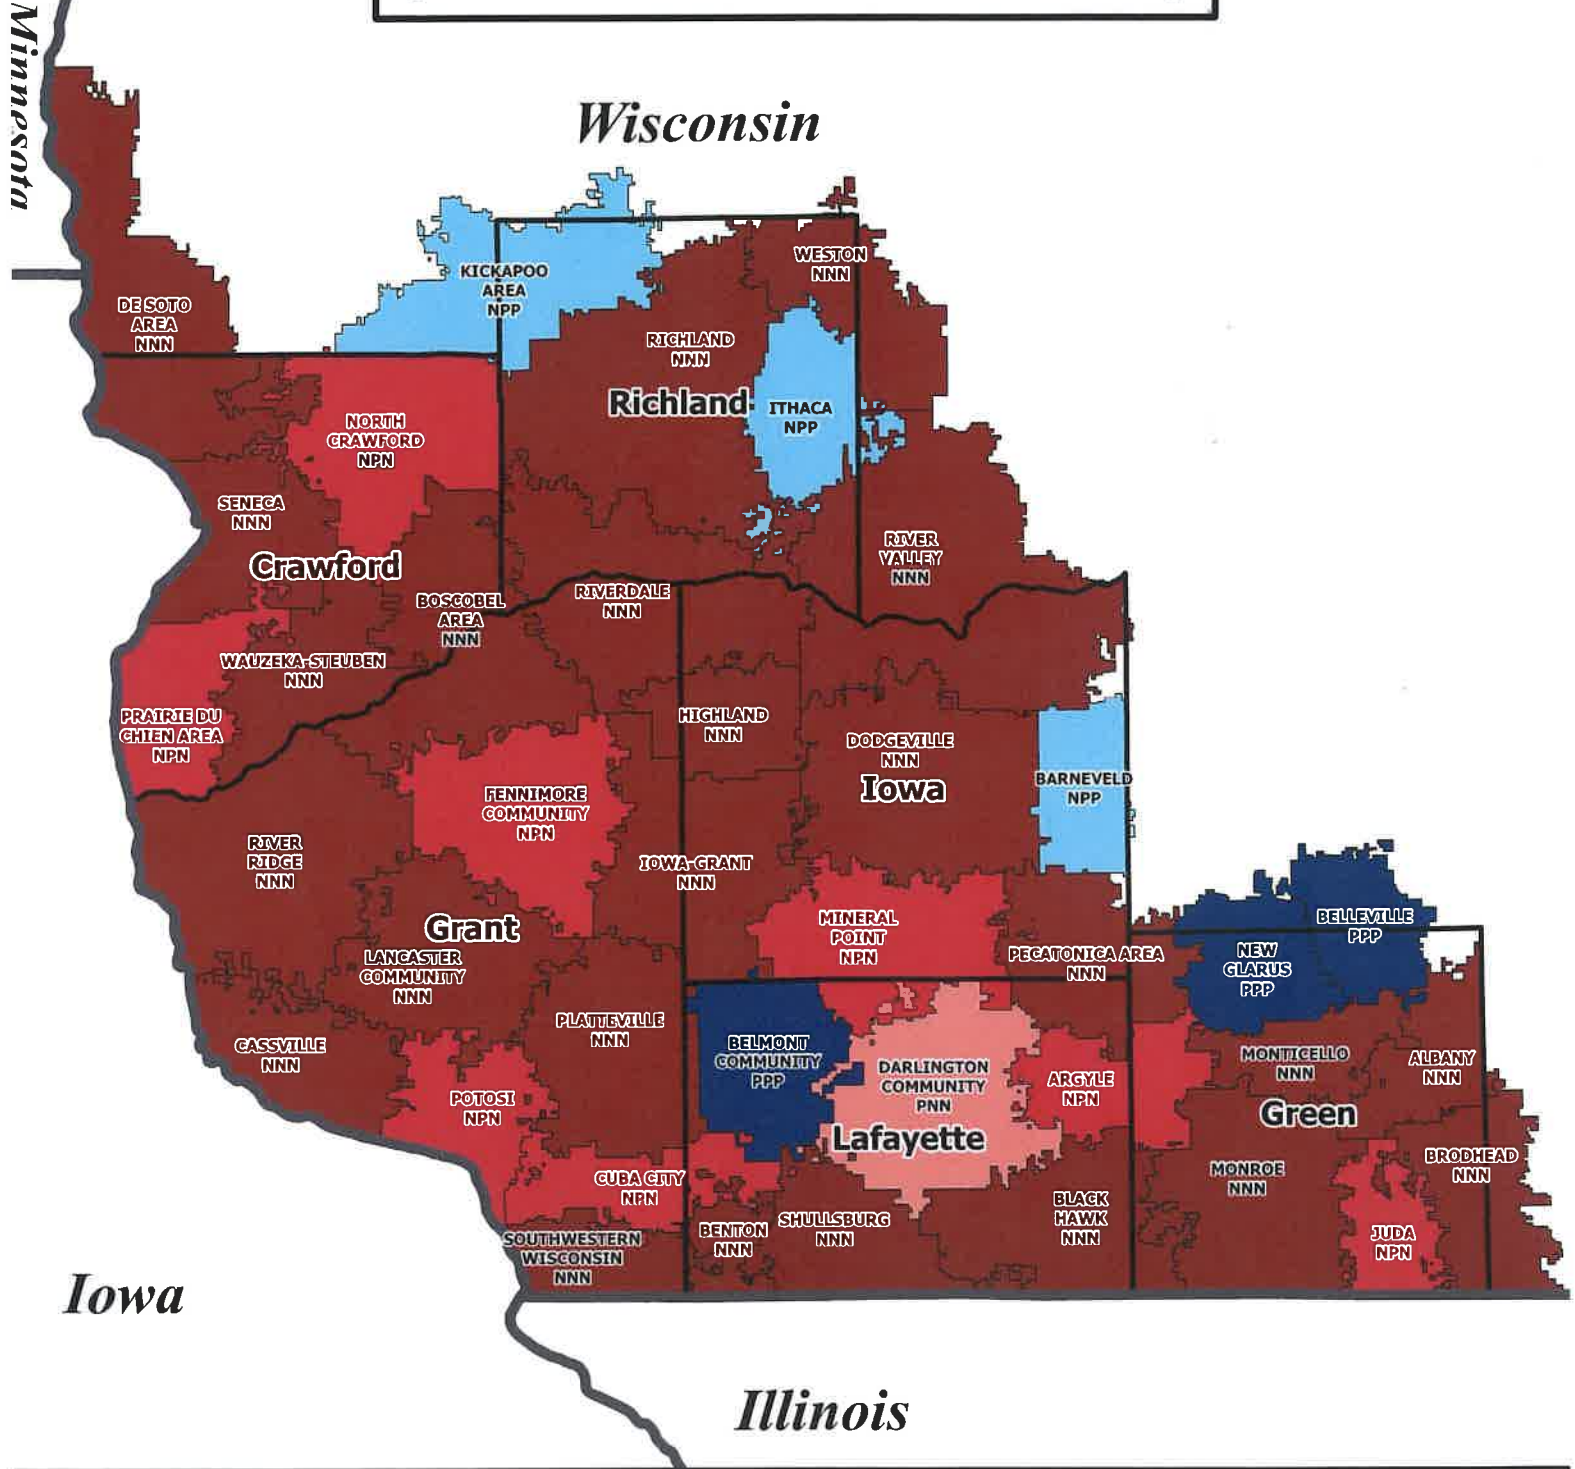 Minnesota
Wisconsin
WESTON
NNN
KICKAPOO
AREA
NPP
DE SOTO
AREA
NNN
RICHLAND
NNN
Richland
ITHACA
NPP
NORTH
CRAWFORD
NPN
SENECA
NNN
Crawford
RIVER
VALLEY
NNN
BOSCOBEL
AREA
NNN
RIVERDALE
NNN
WAUZEKA-STEUBEN
NNN
PRAIRIE DU
CHIEN AREA
NPN
HIGHLAND
NNN
DODGEVILLE
NNN
Iowa
BARNEVELD
NPP
FENNIMORE
COMMUNITY
NPN
RIVER
RIDGE
NNN
IOWA-GRANT
NNN
Grant
MINERAL
POINT
NPN
BELLEVILLE
PPP
LANCASTER
COMMUNITY
NNN
PECATONICA AREA
NNN
NEW
GLARUS
PPP
PLATTEVILLE
NNN
CASSVILLE
NNN
BELMONT
COMMUNITY
PPP
DARLINGTON
COMMUNITY
PNN
ARGYLE
NPN
MONTICELLO
NNN
ALBANY
NNN
POTOSI
NPN
Lafayette
Green
CUBA CITY
NPN
MONROE
NNN
BRODHEAD
NNN
BENTON
NNN
SHULLSBURG
NNN
BLACK
HAWK
NNN
JUDA
NPN
SOUTHWESTERN
WISCONSIN
NNN
Iowa
Illinois